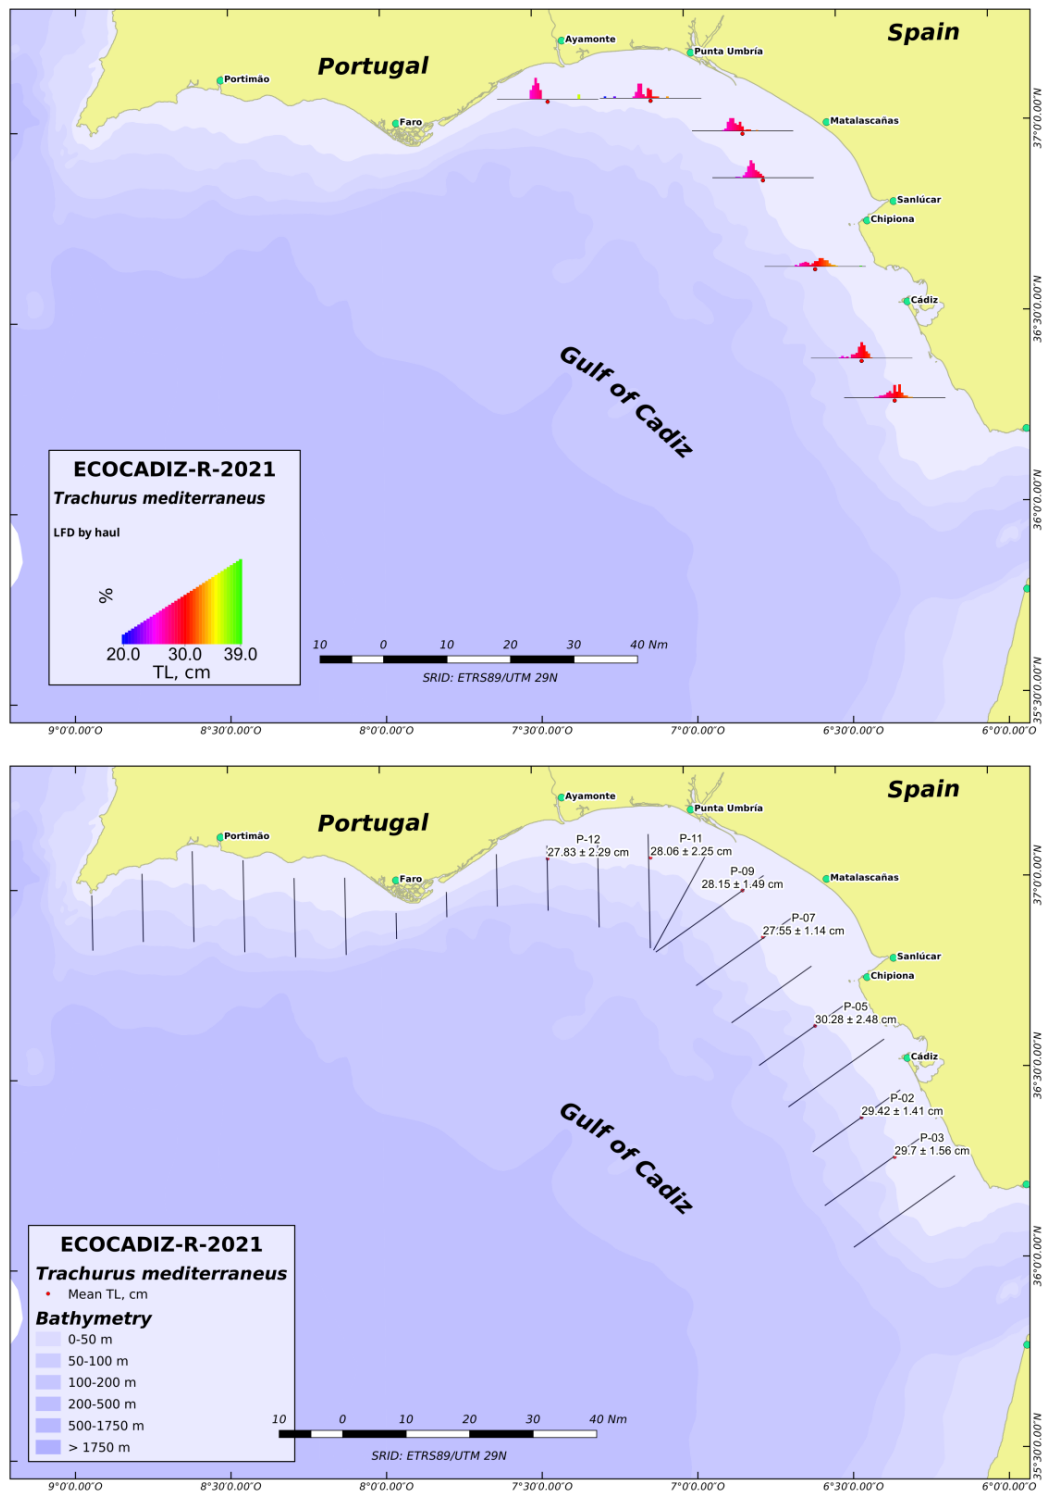 Spain
Portugal
Ayamonte
Punta Umbría
Portimão
Faro
Matalascañas
Sanlúcar
Chipiona
Cádiz
Gulf of Cadiz
ECOCADIZ-R-2021
Trachurus mediterraneus
LFD by haul
%
20.0 30.0 39.0
TL, cm
10 0 10 20 30 40 Nm
SRID: ETRS89/UTM 29N
37°0'0.00"N
36°30'0.00"N
36°0'0.00"N
35°30'0.00"N
9°0'0.00"O 8°30'0.00"O 8°0'0.00"O 7°30'0.00"O 7°0'0.00"O 6°30'0.00"O 6°0'0.00"O
Spain
Portugal
Ayamonte
Punta Umbría
Portimão
Faro
Matalascañas
Sanlúcar
Chipiona
Cádiz
P-12
27.83 ± 2.29 cm
P-11
28.06 ± 2.25 cm
P-09
28.15 ± 1.49 cm
P-07
27.55 ± 1.14 cm
P-05
30.28 ± 2.48 cm
P-02
29.42 ± 1.41 cm
P-03
29.7 ± 1.56 cm
Gulf of Cadiz
ECOCADIZ-R-2021
Trachurus mediterraneus
Mean TL, cm
Bathymetry
0-50 m
50-100 m
100-200 m
200-500 m
500-1750 m
> 1750 m
10 0 10 20 30 40 Nm
SRID: ETRS89/UTM 29N
37°0'0.00"N
36°30'0.00"N
36°0'0.00"N
35°30'0.00"N
9°0'0.00"O 8°30'0.00"O 8°0'0.00"O 7°30'0.00"O 7°0'0.00"O 6°30'0.00"O 6°0'0.00"O